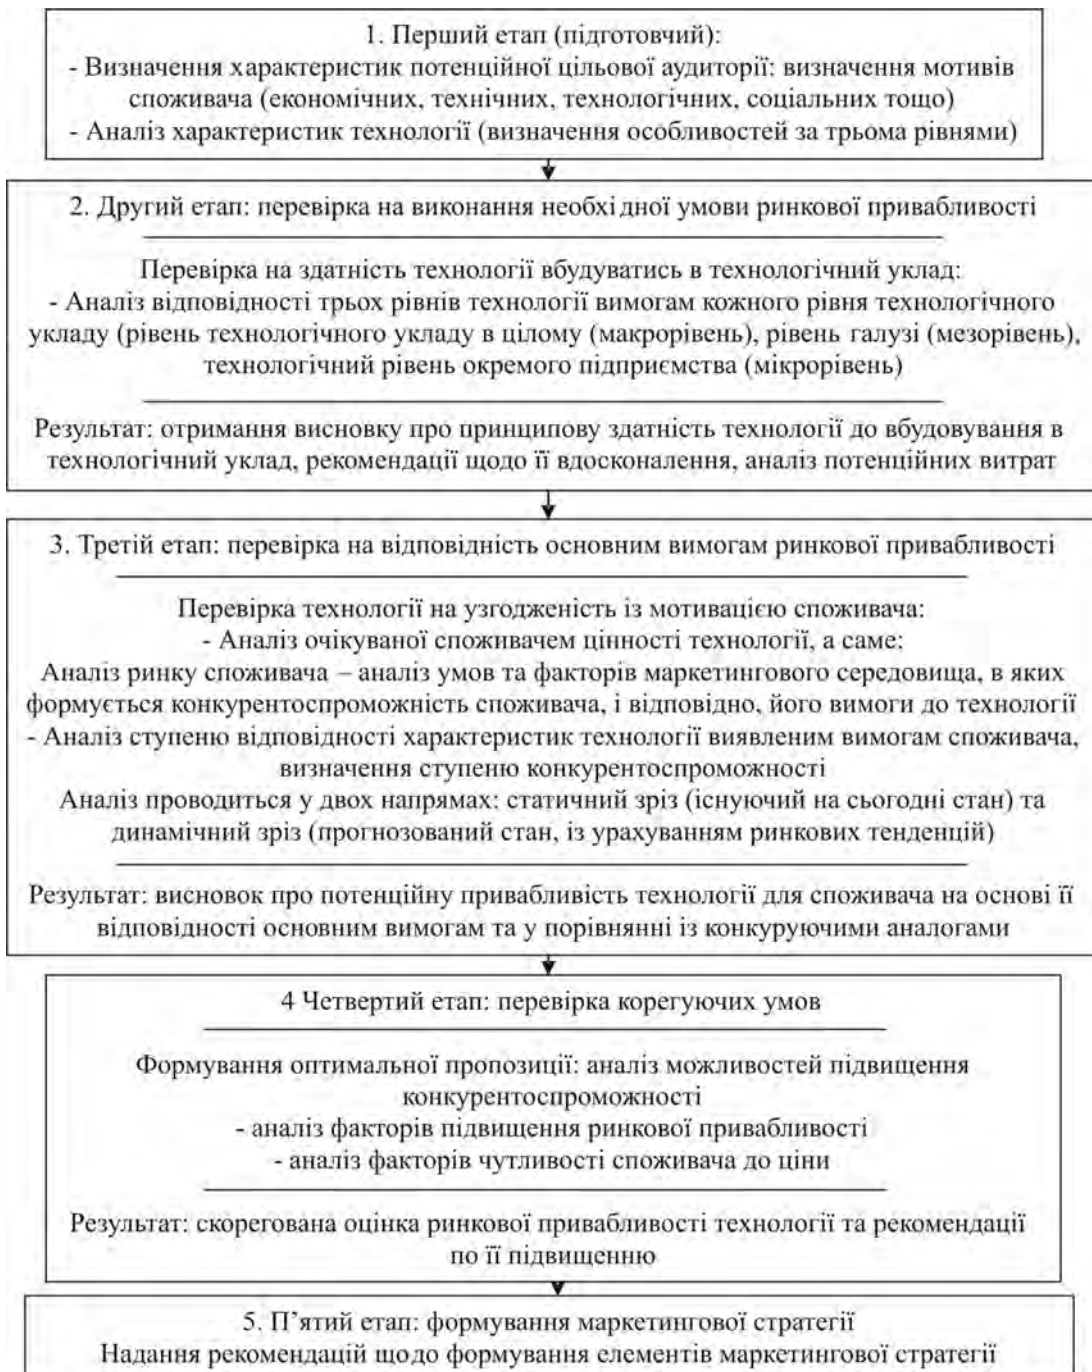 1. Перший етап (підготовчий):
- Визначення характеристик потенційної цільової аудиторії: визначення мотивів
споживача (економічних, технічних, технологічних, соціальних тощо)
- Аналіз характеристик технології (визначення особливостей за трьома рівнями)
2. Другий етап: перевірка на виконання необхідної умови ринкової привабливості
Перевірка на здатність технології вбудуватись в технологічний уклад:
- Аналіз відповідності трьох рівнів технології вимогам кожного рівня технологічного
укладу (рівень технологічного укладу в цілому (макрорівень), рівень галузі (мезорівень),
технологічний рівень окремого підприємства (мікрорівень)
Результат: отримання висновку про принципову здатність технології до вбудовування в
технологічний уклад, рекомендації щодо її вдосконалення, аналіз потенційних витрат
3. Третій етап: перевірка на відповідність основним вимогам ринкової привабливості
Перевірка технології на узгодженість із мотивацією споживача:
- Аналіз очікуваної споживачем цінності технології, а саме:
Аналіз ринку споживача – аналіз умов та факторів маркетингового середовища, в яких
формується конкурентоспроможність споживача, і відповідно, його вимоги до технології
- Аналіз ступеню відповідності характеристик технології виявленим вимогам споживача,
визначення ступеню конкурентоспроможності
Аналіз проводиться у двох напрямах: статичний зріз (існуючий на сьогодні стан) та
динамічний зріз (прогнозований стан, із урахуванням ринкових тенденцій)
Результат: висновок про потенційну привабливість технології для споживача на основі її
відповідності основним вимогам та у порівнянні із конкуруючими аналогами
4 Четвертий етап: перевірка корегуючих умов
Формування оптимальної пропозиції: аналіз можливостей підвищення
конкурентоспроможності
- аналіз факторів підвищення ринкової привабливості
- аналіз факторів чутливості споживача до ціни
Результат: скорегована оцінка ринкової привабливості технології та рекомендації
по її підвищенню
5. П’ятий етап: формування маркетингової стратегії
Надання рекомендацій щодо формування елементів маркетингової стратегії